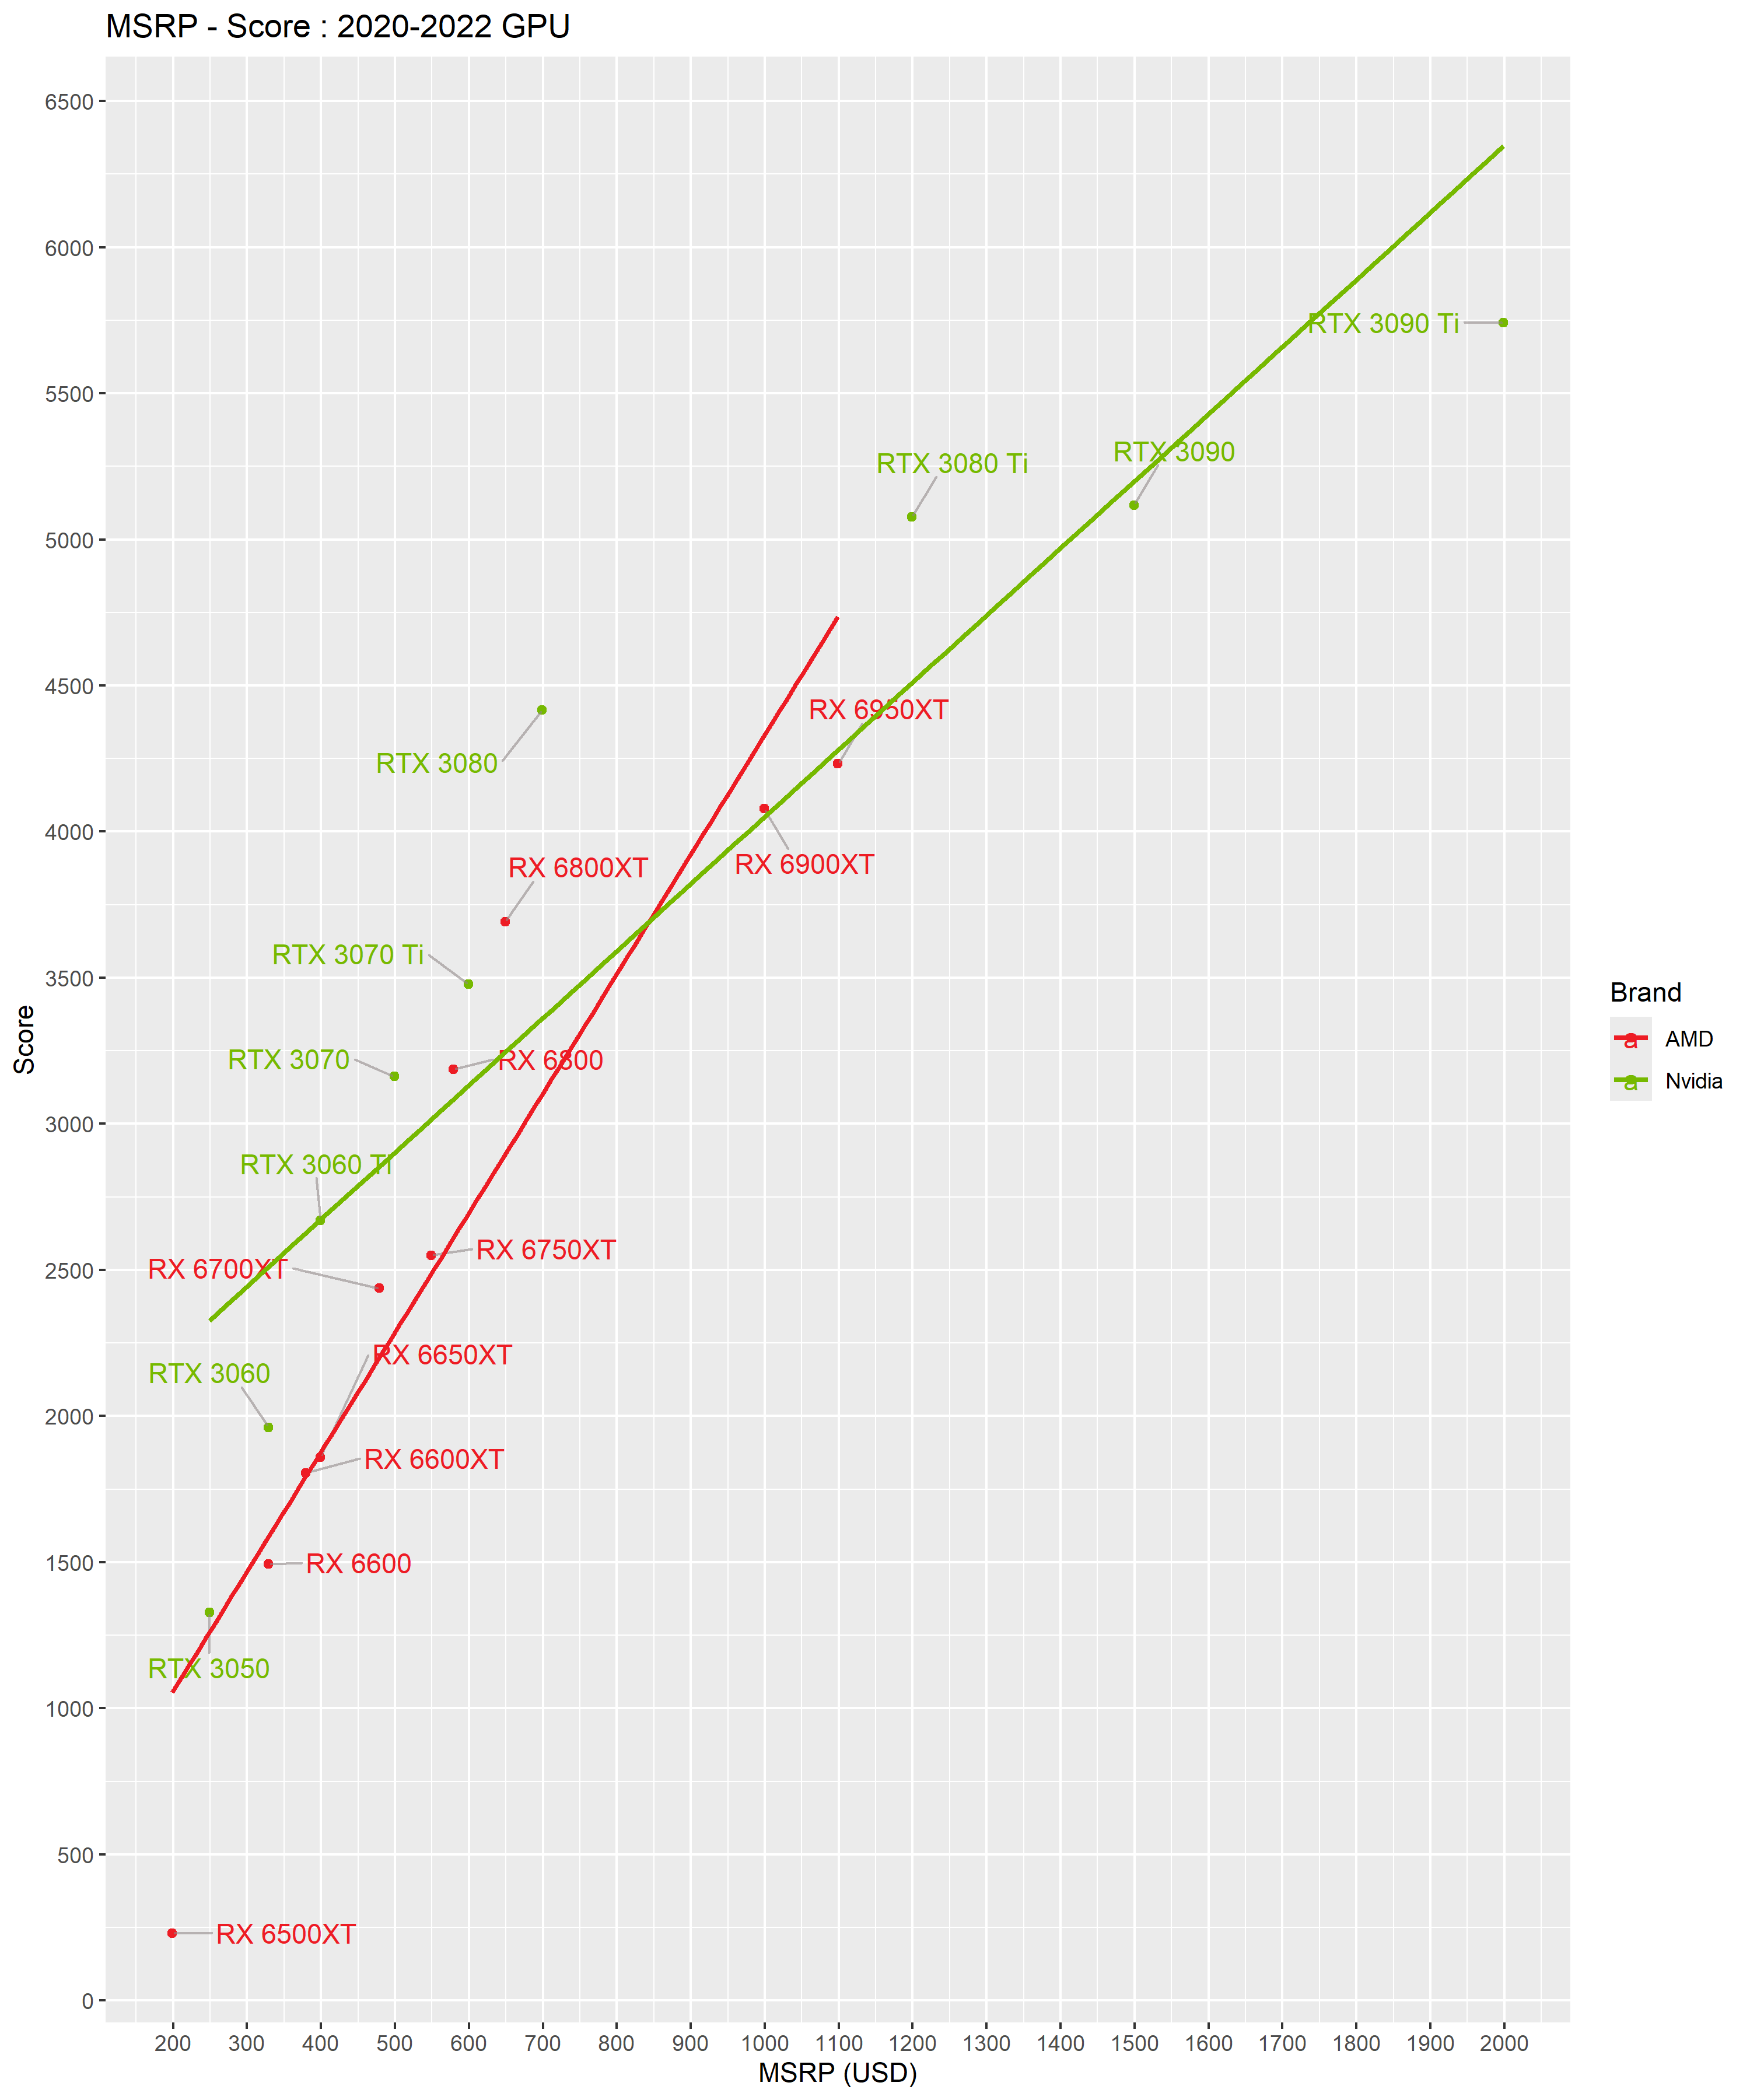 MSRP - Score : 2020-2022 GPU
6500
6000
5500
5000
4500
4000
3500
3000
2500
2000
1500
1000
500
0
Score
RTX 3090 Ti
RTX 3090
RTX 3080 Ti
RX 6950XT
RTX 3080
RX 6900XT
RX 6800XT
RTX 3070 Ti
RTX 3070
RX 6800
RTX 3060 Ti
RX 6750XT
RX 6700XT
RX 6650XT
RTX 3060
RX 6600XT
RX 6600
RTX 3050
RX 6500XT
200 300 400 500 600 700 800 900 1000 1100 1200 1300 1400 1500 1600 1700 1800 1900 2000
MSRP (USD)
Brand
a AMD
a Nvidia